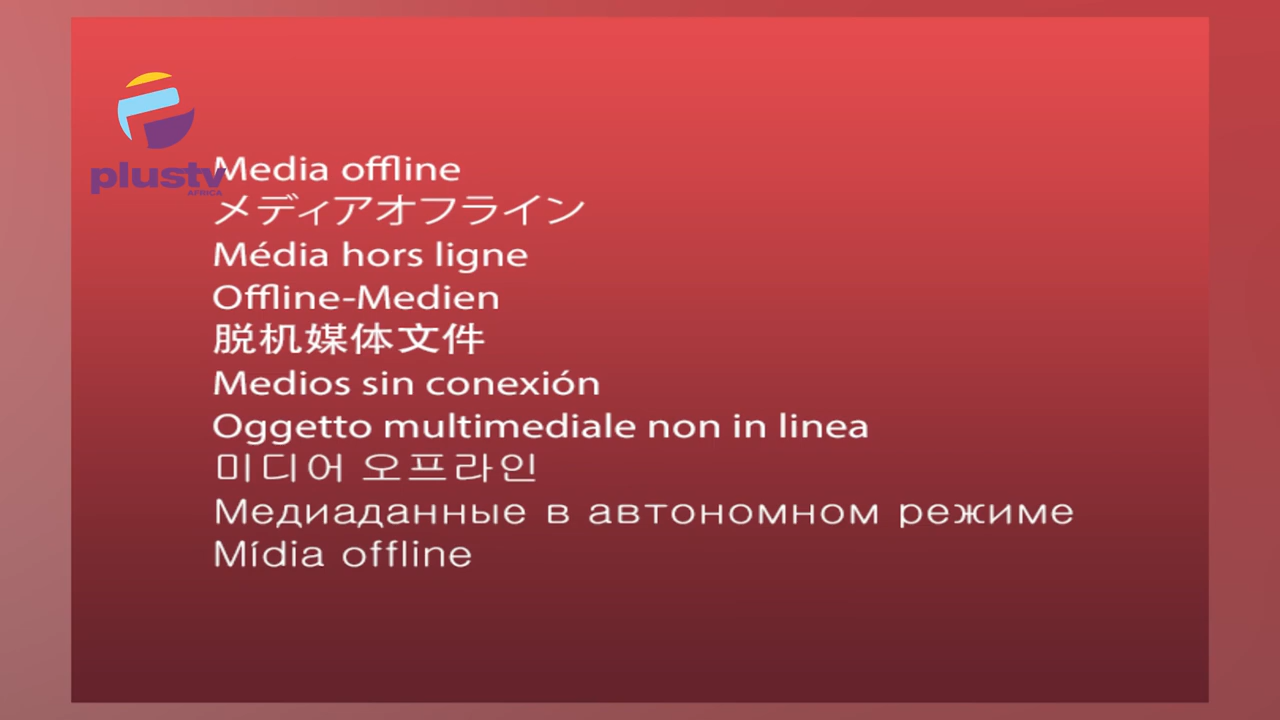 plustv
AFRICA
Media offline
メディアオフライン
Média hors ligne
Offline-Medien
脱机媒体文件
Medios sin conexión
Oggetto multimediale non in linea
미디어 오프라인
Медиаданные в автономном режиме
Mídia offline